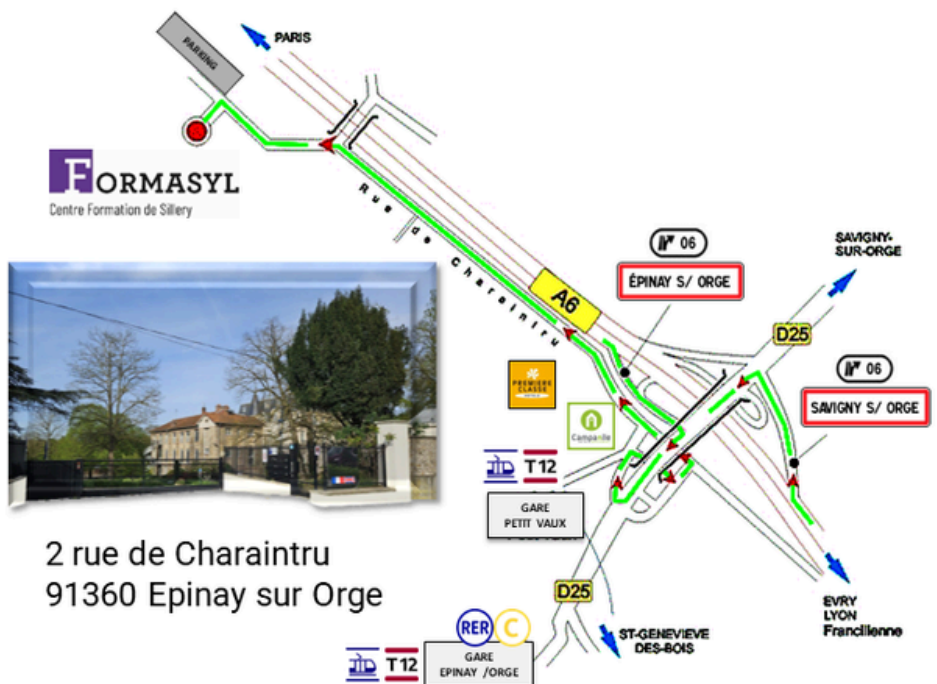 PARIS
PARKING
FORMASYL
Centre Formation de Sillery
Rue de Charaintru
A6
06
ÉPINAY S/ ORGE
SAVIGNY-
SUR-ORGE
D25
06
SAVIGNY S/ ORGE
PREMIERE
CLASSE
Campanile
T12
GARE
PETIT VAUX
2 rue de Charaintru
91360 Epinay sur Orge
D25
EVRY
LYON
Francilienne
ST-GENEVIEVE
DES-BOIS
RER C
T12
GARE
EPINAY /ORGE